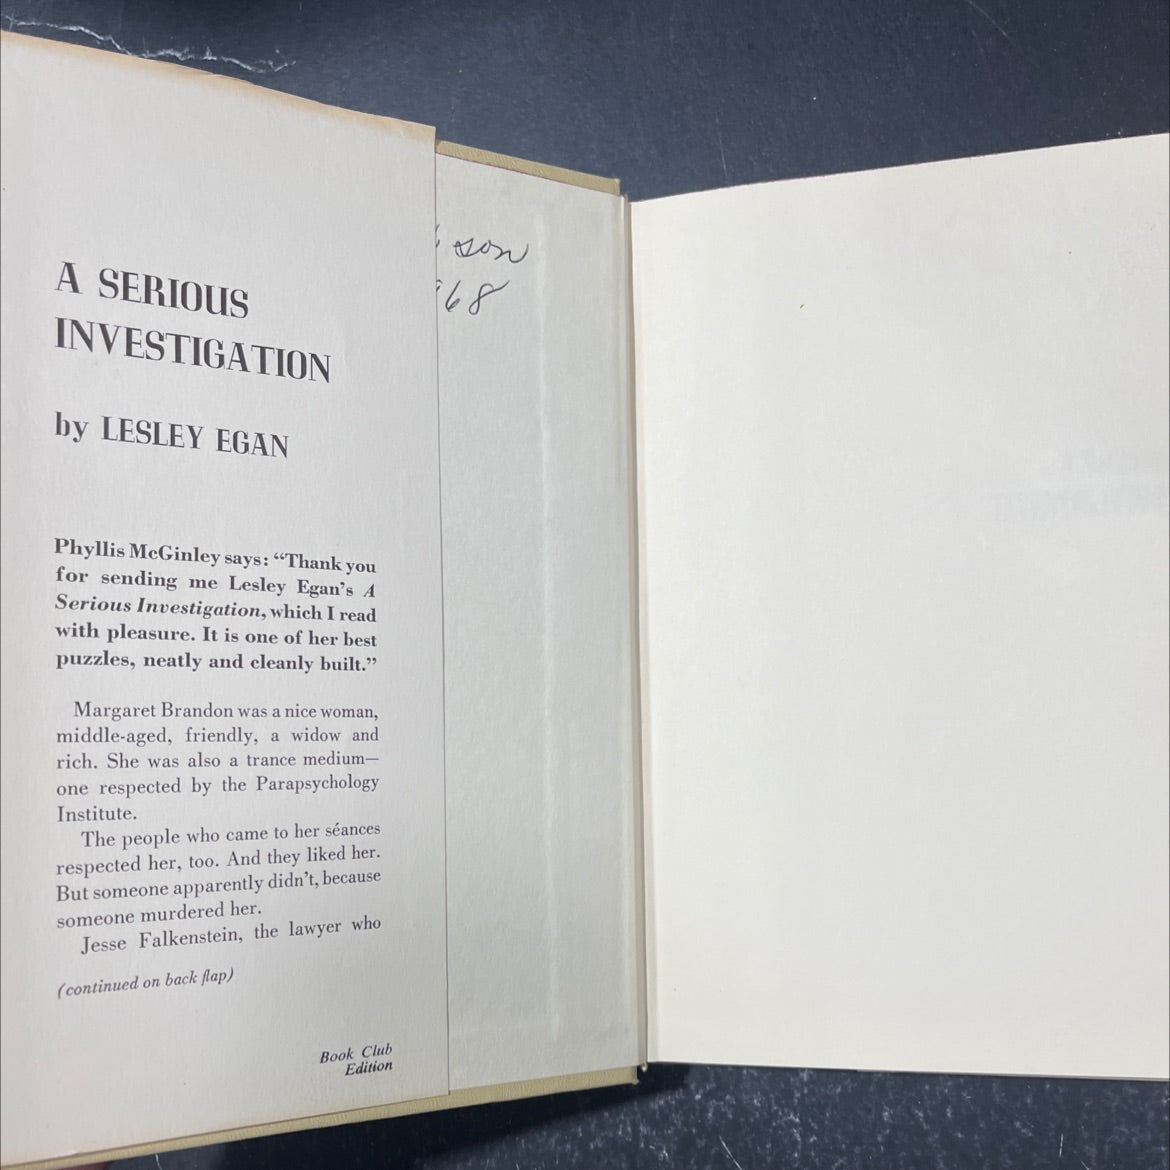 A SERIOUS
INVESTIGATION
by LESLEY EGAN
Phyllis McGinley says: “Thank you
for sending me Lesley Egan’s A
Serious Investigation, which I read
with pleasure. It is one of her best
puzzles, neatly and cleanly built.”
Margaret Brandon was a nice woman,
middle-aged, friendly, a widow and
rich. She was also a trance medium—
one respected by the Parapsychology
Institute.
The people who came to her séances
respected her, too. And they liked her.
But someone apparently didn’t, because
someone murdered her.
Jesse Falkenstein, the lawyer who
(continued on back flap)
Book Club
Edition
son
68